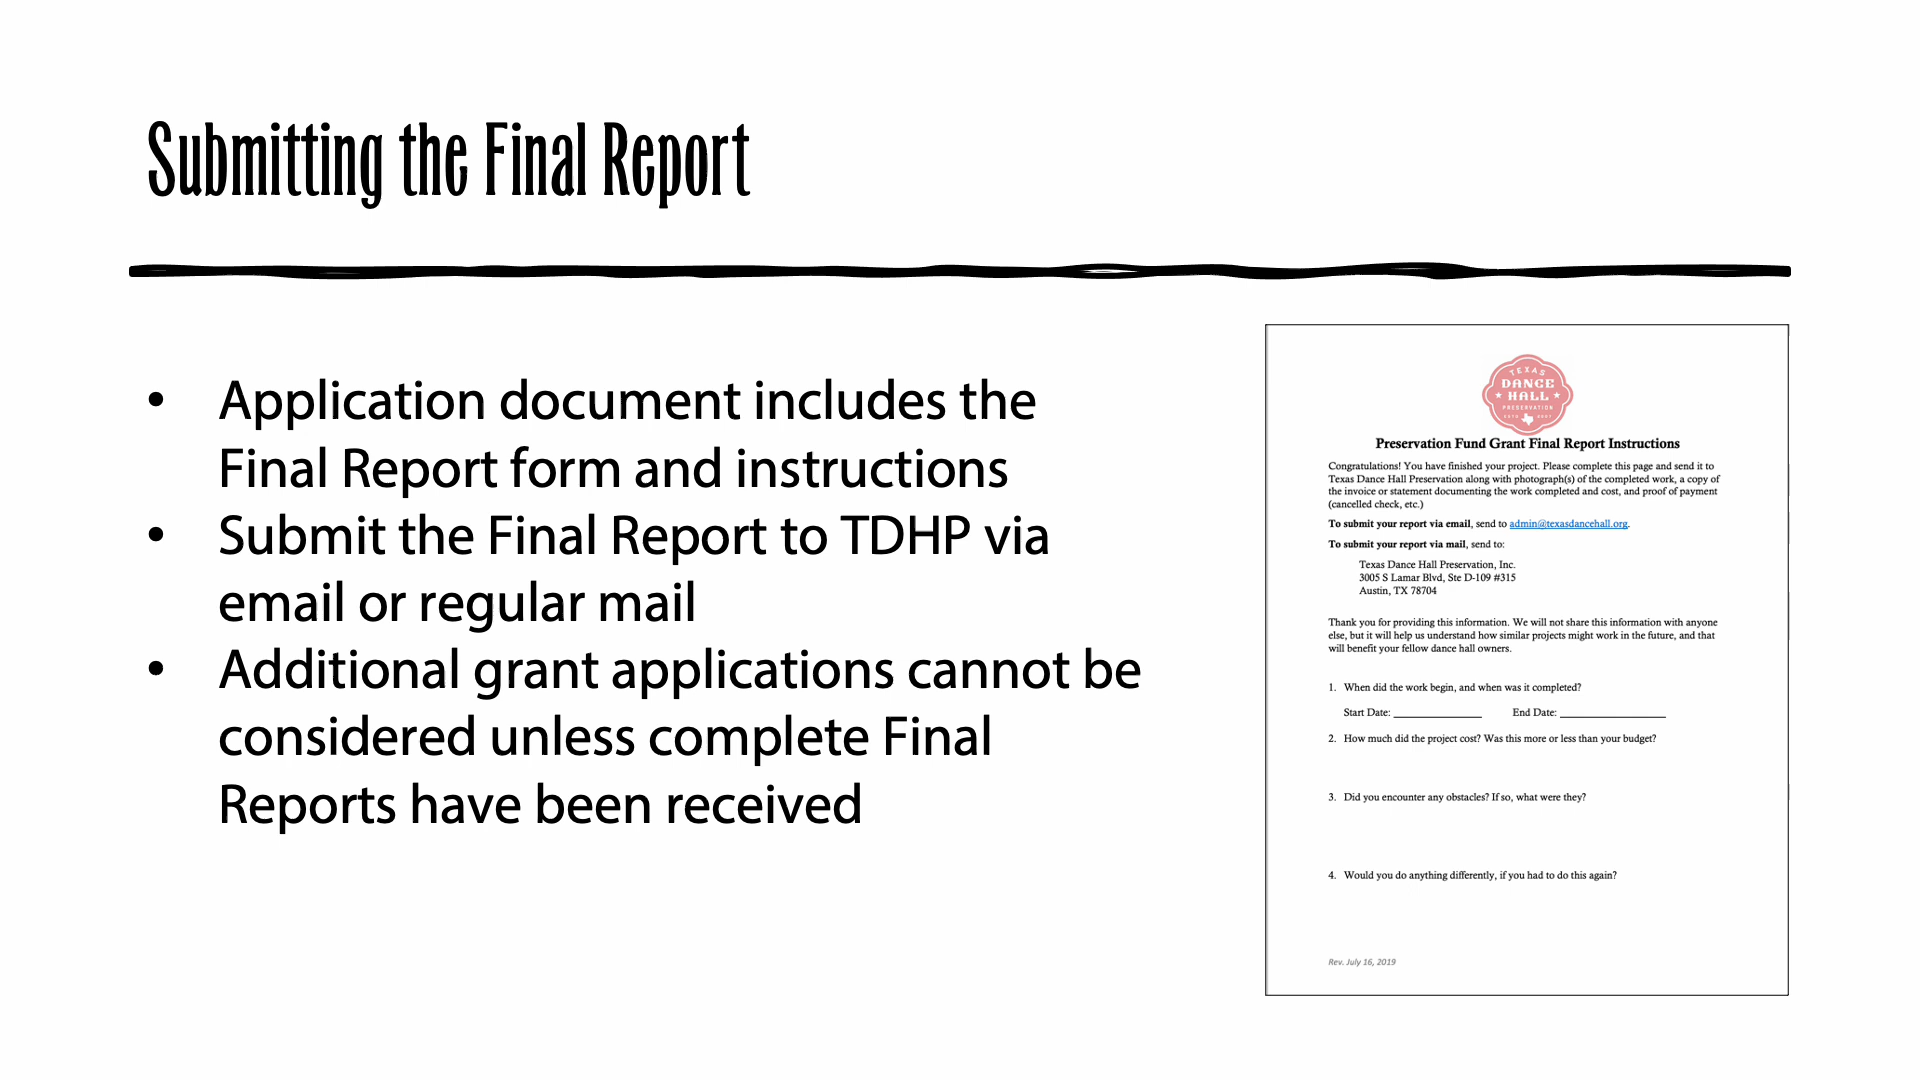 Submitting the Final Report
• Application document includes the
Final Report form and instructions
• Submit the Final Report to TDHP via
email or regular mail
• Additional grant applications cannot be
considered unless complete Final
Reports have been received
TEXAS
DANCE
HALL
PRESERVATION
Preservation Fund Grant Final Report Instructions
Congratulations! You have finished your project. Please complete this page and send it to
Texas Dance Hall Preservation along with photograph(s) of the completed work, a copy of
the invoice or statement documenting the work completed and cost, and proof of payment
(cancelled check, etc.)
To submit your report via email, send to admin@texasdancehall.org.
To submit your report via mail, send to:
Texas Dance Hall Preservation, Inc.
3005 S Lamar Blvd, Ste D-109 #315
Austin, TX 78704
Thank you for providing this information. We will not share this information with anyone
else, but it will help us understand how similar projects might work in the future, and that
will benefit your fellow dance hall owners.
1. When did the work begin, and when was it completed?
Start Date: ________________ End Date: ___________________
2. How much did the project cost? Was this more or less than your budget?
3. Did you encounter any obstacles? If so, what were they?
4. Would you do anything differently, if you had to do this again?
Rev. July 16, 2019